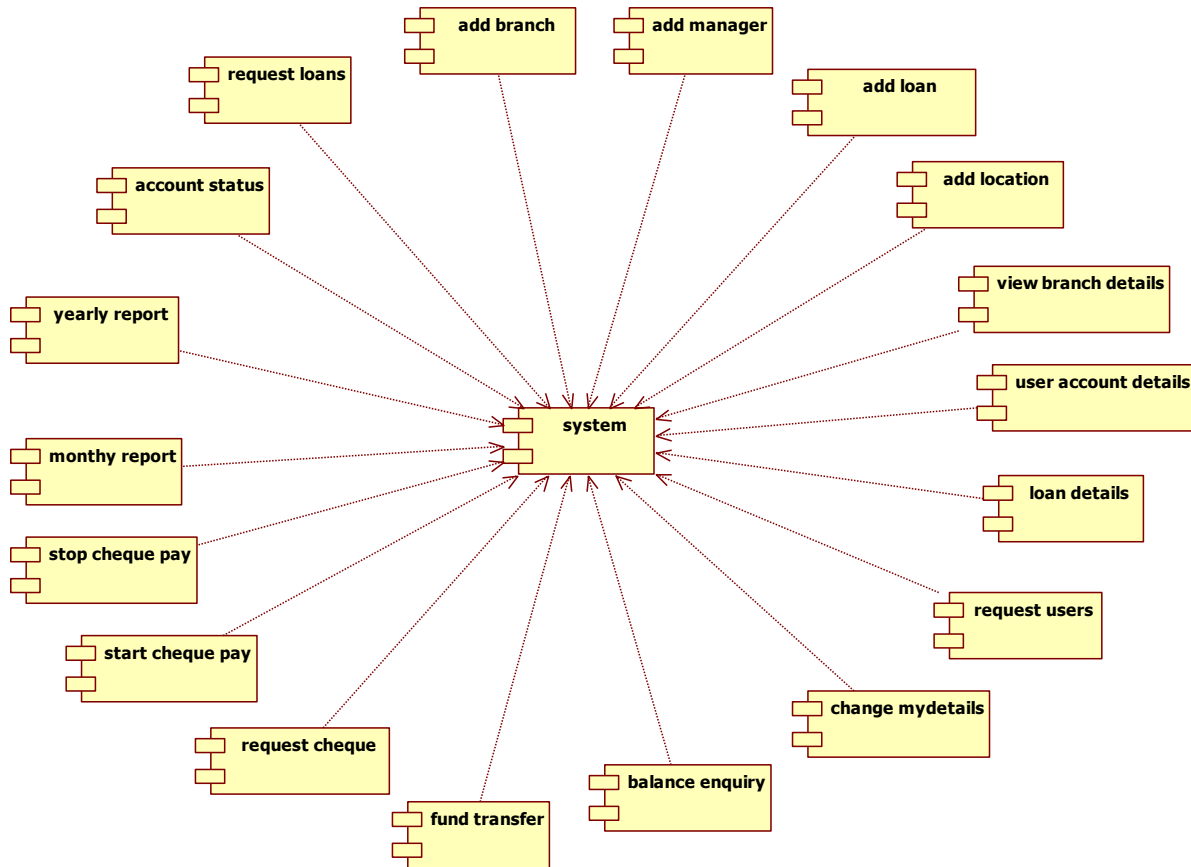 add branch
add manager
request loans
add loan
account status
add location
view branch details
yearly report
user account details
system
monthy report
loan details
stop cheque pay
request users
start cheque pay
change mydetails
request cheque
balance enquiry
fund transfer